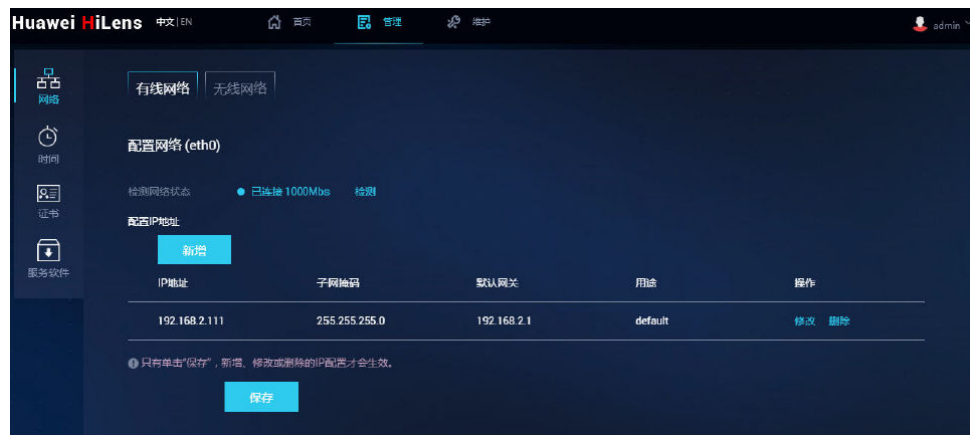 Huawei HiLens 中文|EN 首页 管理 维护 admin
网络
时间
证书
服务软件
有线网络 无线网络
配置网络 (eth0)
检测网络状态 已连接 1000Mbs 检测
配置IP地址
新增
IP地址 子网掩码 默认网关 用途 操作
192.168.2.111 255.255.255.0 192.168.2.1 default 修改 删除
只有单击“保存”，新增、修改或删除的IP配置才会生效。
保存